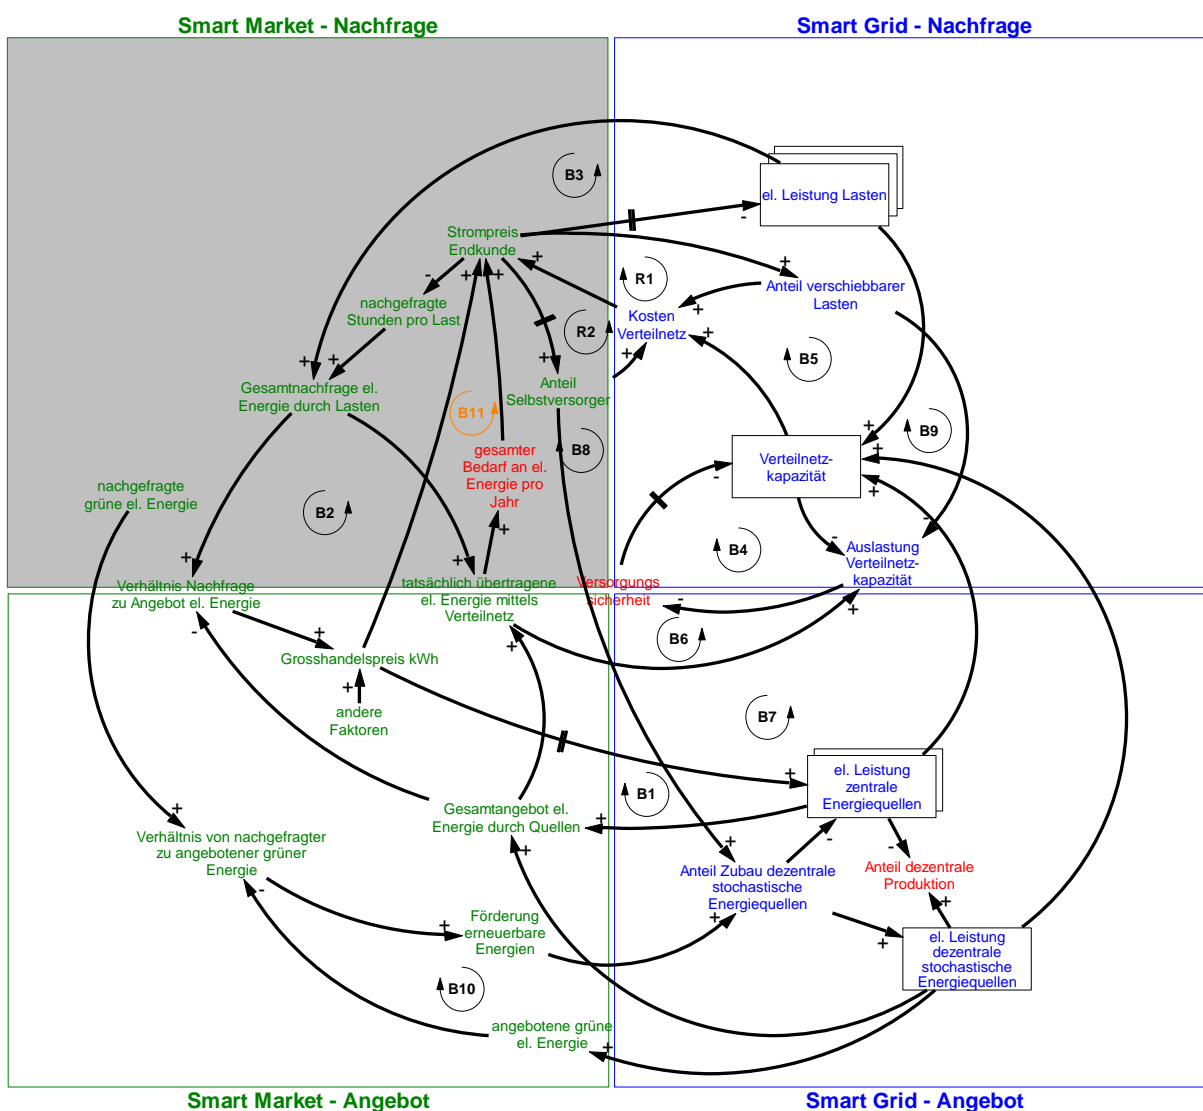 Smart Market - Nachfrage
Smart Grid - Nachfrage
B3
el. Leistung Lasten
-
Strompreis
Endkunde
+
+
R1
Anteil verschiebbarer
Lasten
-
+
+
nachgefragte
Stunden pro Last
+
Kosten
Verteilnetz
+
R2
+
B5
+
+
+
Anteil
Selbstversorger
Gesamtnachfrage el.
Energie durch Lasten
B11
+
B9
B8
+
gesamter
Bedarf an el.
Energie pro
Jahr
Verteilnetz-
kapazität
-
+
nachgefragte
grüne el. Energie
B2
+
-
-
B4
Auslastung
Verteilnetz-
kapazität
+
+
Verhältnis Nachfrage
zu Angebot el. Energie
tatsächlich übertragene
el. Energie mittels
Verteilnetz
Versorgungs
sicherheit
-
+
-
+
B6
+
Grosshandelspreis kWh
+
andere
Faktoren
B7
+
el. Leistung
zentrale
Energiequellen
B1
+
Gesamtangebot el.
Energie durch Quellen
+
+
Verhältnis von nachgefragter
zu angebotener grüner
Energie
+
-
-
Anteil Zubau dezentrale
stochastische
Energiequellen
Anteil dezentrale
Produktion
-
+
+
+
Förderung
erneuerbare
Energien
+
el. Leistung
dezentrale
stochastische
Energiequellen
B10
angebotene grüne
el. Energie
+
Smart Market - Angebot
Smart Grid - Angebot